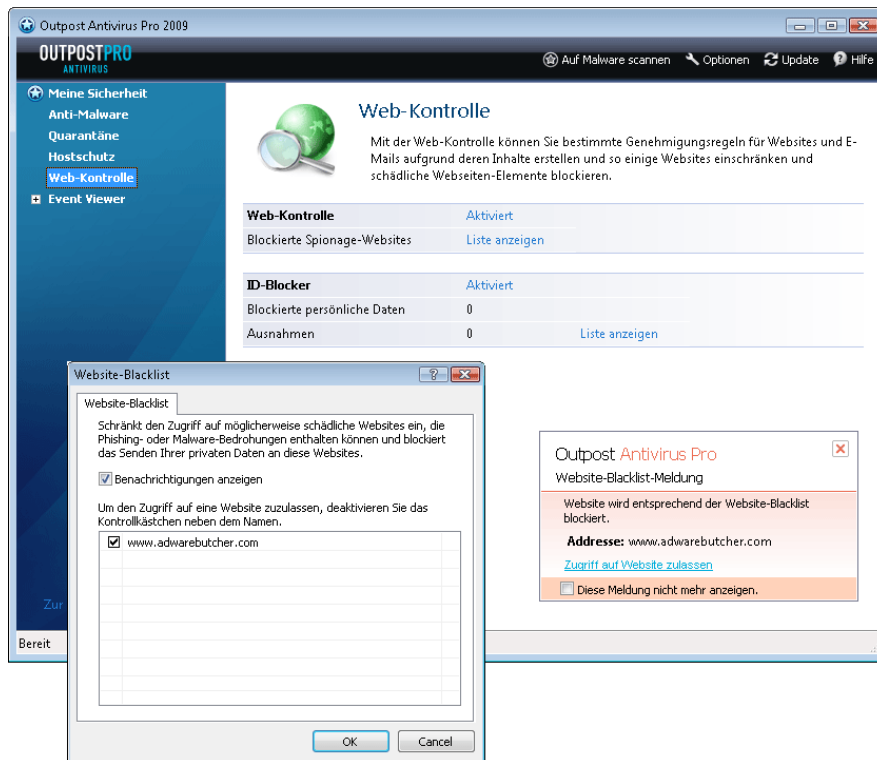 Outpost Antivirus Pro 2009
OUTPOSTPRO
ANTIVIRUS
Auf Malware scannen
Optionen
Update
Hilfe
Meine Sicherheit
Anti-Malware
Quarantäne
Hostschutz
Web-Kontrolle
Event Viewer
Zur
Web-Kontrolle
Mit der Web-Kontrolle können Sie bestimmte Genehmigungsregeln für Websites und E-
Mails aufgrund deren Inhalte erstellen und so einige Websites einschränken und
schädliche Webseiten-Elemente blockieren.
Web-Kontrolle Aktiviert
Blockierte Spionage-Websites Liste anzeigen
ID-Blocker Aktiviert
Blockierte persönliche Daten 0
Ausnahmen 0 Liste anzeigen
Website-Blacklist
Website-Blacklist
Schränkt den Zugriff auf möglicherweise schädliche Websites ein, die
Phishing- oder Malware-Bedrohungen enthalten können und blockiert
das Senden Ihrer privaten Daten an diese Websites.
Benachrichtigungen anzeigen
Um den Zugriff auf eine Website zuzulassen, deaktivieren Sie das
Kontrollkästchen neben dem Namen.
www.adwarebutcher.com
OK
Cancel
Outpost Antivirus Pro
Website-Blacklist-Meldung
Website wird entsprechend der Website-Blacklist
blockiert.
Addresse: www.adwarebutcher.com
Zugriff auf Website zulassen
Diese Meldung nicht mehr anzeigen.
Bereit